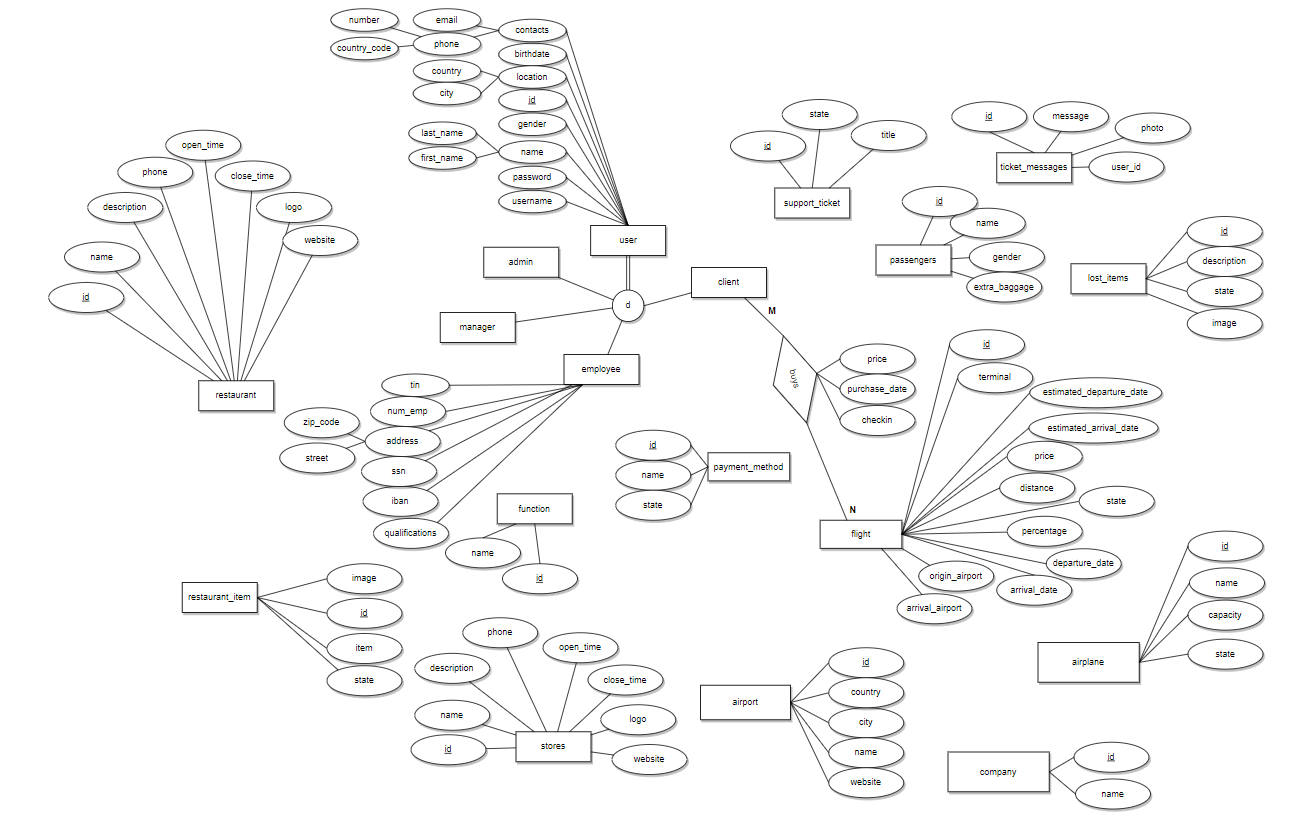 number
email
contacts
country_code
phone
birthdate
country
location
city
id
gender
last_name
name
first_name
password
username
user
open_time
phone
close_time
description
logo
name
website
id
restaurant
admin
client
d
manager
M
employee
tin
num_emp
zip_code
address
street
ssn
iban
qualifications
function
name
id
buys
price
purchase_date
checkin
N
id
name
state
payment_method
state
id
title
support_ticket
id
message
photo
ticket_messages
user_id
id
name
passengers
gender
extra_baggage
id
description
lost_items
state
image
id
terminal
estimated_departure_date
estimated_arrival_date
price
distance
state
percentage
flight
departure_date
origin_airport
arrival_date
arrival_airport
id
name
capacity
airplane
state
image
restaurant_item
id
item
state
phone
open_time
description
close_time
name
logo
id
stores
website
id
country
airport
city
name
website
id
company
name